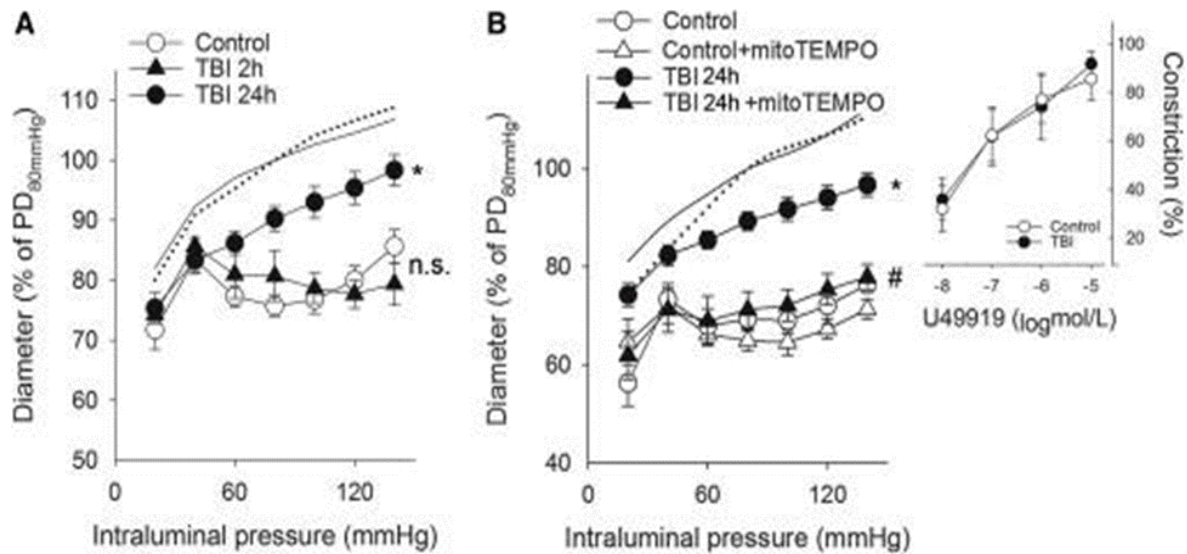 A
Control
TBI 2h
TBI 24h
Diameter (% of PD80mmHg)
110
100
90
80
70
60
50
*
n.s.
0
60
120
Intraluminal pressure (mmHg)
B
Control
Control+mitoTEMPO
TBI 24h
TBI 24h +mitoTEMPO
Diameter (% of PD80mmHg)
100
80
60
40
*
#
0
60
120
Intraluminal pressure (mmHg)
Constriction (%)
100
80
60
40
20
Control
TBI
-8
-7
-6
-5
U49919 (logmol/L)